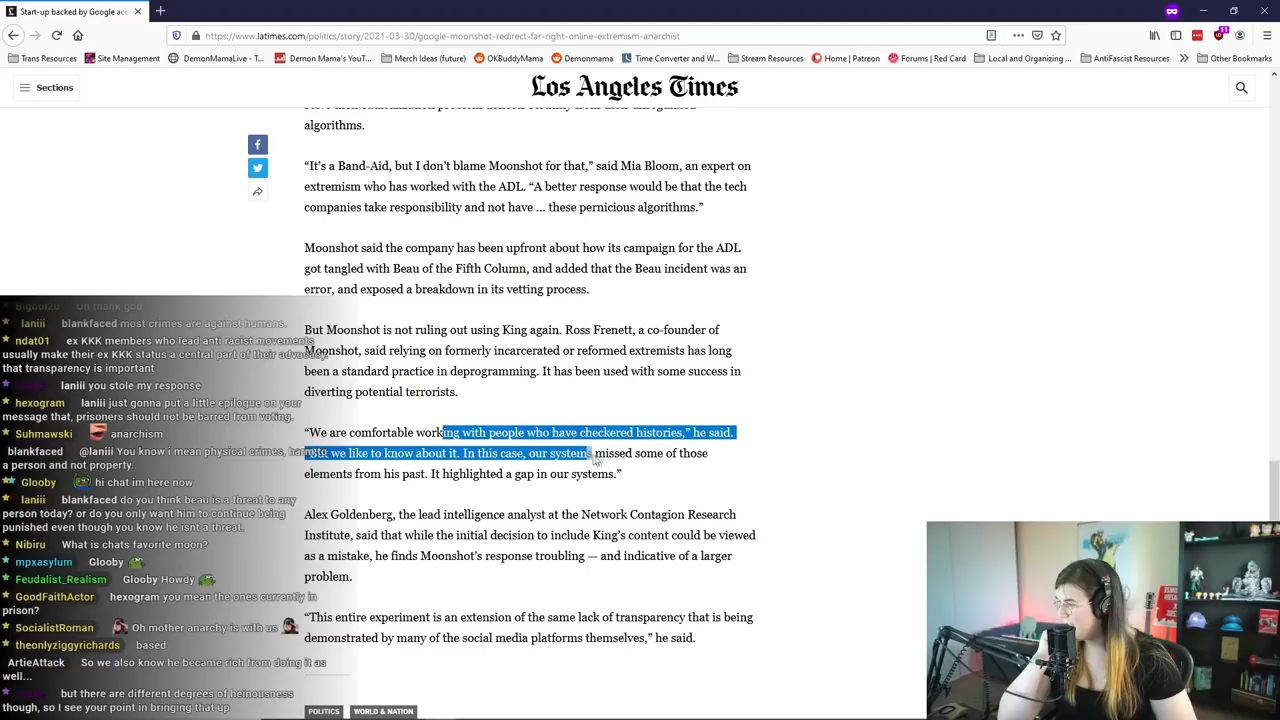 Start-up backed by Google acc
https://www.latimes.com/politics/story/2021-03-30/google-moonshot-redirect-far-right-online-extremism-anarchist
11
Trans Resources
Site Management
DemonMamaLive - T...
Demon Mama's YouT...
Merch Ideas (future)
OKBuddyMama
Demonmama
Time Converter and W...
Stream Resources
Home | Patreon
Forums | Red Card
Local and Organizing ...
AntiFascist Resources
Other Bookmarks
Sections
Los Angeles Times
algorithms.
“It’s a Band-Aid, but I don’t blame Moonshot for that,” said Mia Bloom, an expert on
extremism who has worked with the ADL. “A better response would be that the tech
companies take responsibility and not have ... these pernicious algorithms.”
Moonshot said the company has been upfront about how its campaign for the ADL
got tangled with Beau of the Fifth Column, and added that the Beau incident was an
error, and exposed a breakdown in its vetting process.
But Moonshot is not ruling out using King again. Ross Frenett, a co-founder of
Moonshot, said relying on formerly incarcerated or reformed extremists has long
been a standard practice in deprogramming. It has been used with some success in
diverting potential terrorists.
“We are comfortable working with people who have checkered histories,” he said.
we like to know about it. In this case, our systems missed some of those
elements from his past. It highlighted a gap in our systems.”
Alex Goldenberg, the lead intelligence analyst at the Network Contagion Research
Institute, said that while the initial decision to include King’s content could be viewed
as a mistake, he finds Moonshot’s response troubling — and indicative of a larger
problem.
“This entire experiment is an extension of the same lack of transparency that is being
demonstrated by many of the social media platforms themselves,” he said.
POLITICS
WORLD & NATION
Oh thank god
laniii blankfaced most crimes are against humans.
ndat01 ex KKK members who lead anti racist movements
usually make their ex KKK status a central part of their advocacy.
that transparency is important
laniii you stole my response
hexogram laniii just gonna put a little epilogue on your
message that, prisoners should not be barred from voting.
Suhmawski anarchism
blankfaced @laniii You know i mean physical crimes, harm to
a person and not property.
Glooby hi chat im here now
laniii blankfaced do you think beau is a threat to any
person today? or do you only want him to continue being
punished even though you know he isnt a threat.
Nibiru What is chats favorite moon?
mpxasylum Glooby
Feudalist_Realism Glooby Howdy
GoodFaithActor hexogram you mean the ones currently in
prison?
SocialistRoman Oh mother anarchy is with us
theonlyziggyrichards based
ArtieAttack So we also know he became rich from doing it as
well...
but there are different degrees of heinousness
though, so I see your point in bringing that up